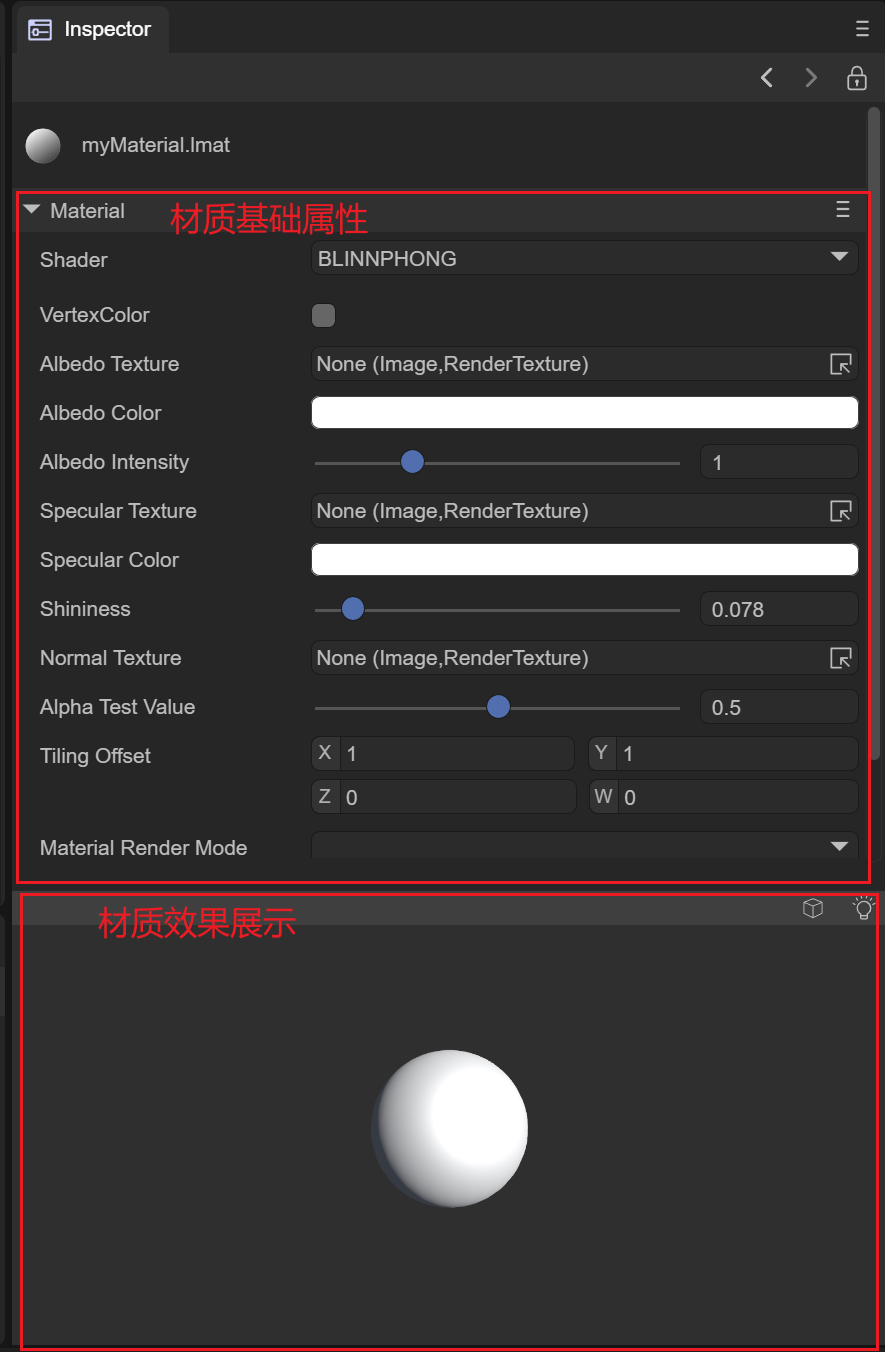 Inspector
myMaterial.lmat
Material 材质基础属性
Shader BLINNPHONG
VertexColor
Albedo Texture None (Image,RenderTexture)
Albedo Color
Albedo Intensity 1
Specular Texture None (Image,RenderTexture)
Specular Color
Shininess 0.078
Normal Texture None (Image,RenderTexture)
Alpha Test Value 0.5
Tiling Offset X 1 Y 1
Z 0 W 0
Material Render Mode
材质效果展示